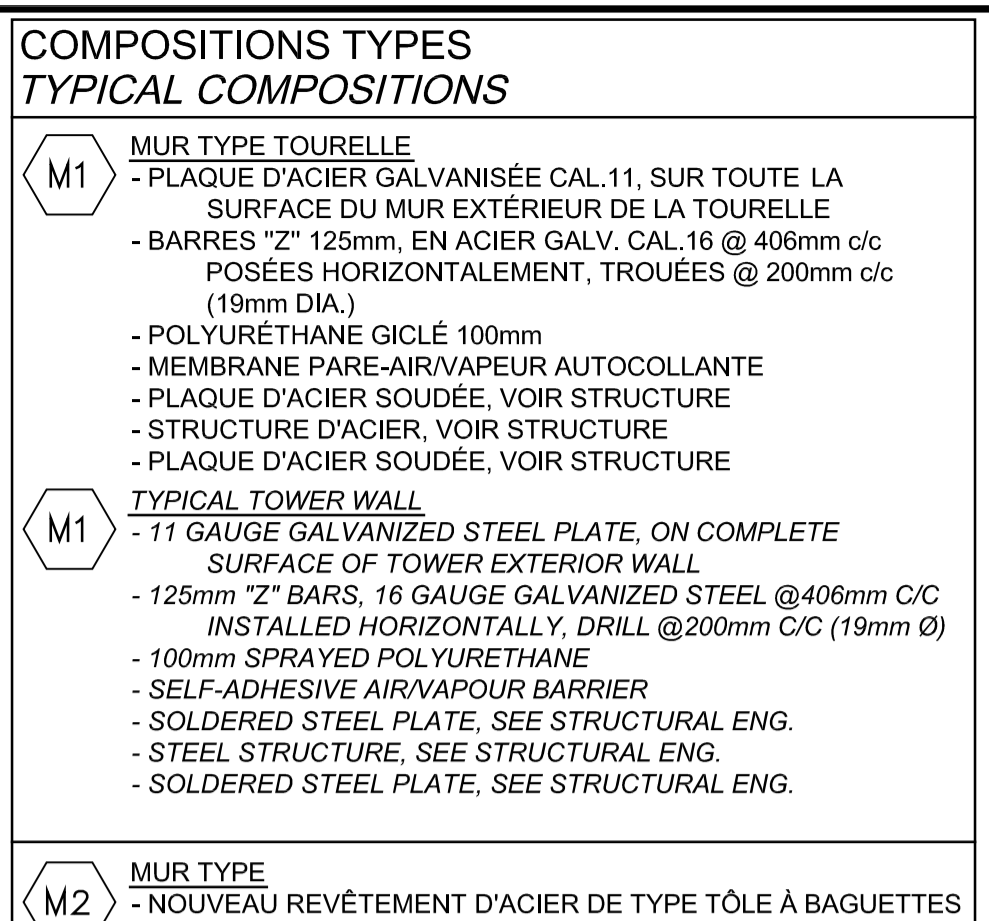 COMPOSITIONS TYPES
TYPICAL COMPOSITIONS
M1
MUR TYPE TOURELLE
- PLAQUE D'ACIER GALVANISÉE CAL.11, SUR TOUTE LA
SURFACE DU MUR EXTÉRIEUR DE LA TOURELLE
- BARRES "Z" 125mm, EN ACIER GALV. CAL.16 @ 406mm c/c
POSÉES HORIZONTALEMENT, TROUÉES @ 200mm c/c
(19mm DIA.)
- POLYURÉTHANE GICLÉ 100mm
- MEMBRANE PARE-AIR/VAPEUR AUTOCOLLANTE
- PLAQUE D'ACIER SOUDÉE, VOIR STRUCTURE
- STRUCTURE D'ACIER, VOIR STRUCTURE
- PLAQUE D'ACIER SOUDÉE, VOIR STRUCTURE
M1
TYPICAL TOWER WALL
- 11 GAUGE GALVANIZED STEEL PLATE, ON COMPLETE
SURFACE OF TOWER EXTERIOR WALL
- 125mm "Z" BARS, 16 GAUGE GALVANIZED STEEL @406mm C/C
INSTALLED HORIZONTALLY, DRILL @200mm C/C (19mm Ø)
- 100mm SPRAYED POLYURETHANE
- SELF-ADHESIVE AIR/VAPOUR BARRIER
- SOLDERED STEEL PLATE, SEE STRUCTURAL ENG.
- STEEL STRUCTURE, SEE STRUCTURAL ENG.
- SOLDERED STEEL PLATE, SEE STRUCTURAL ENG.
M2
MUR TYPE
- NOUVEAU REVÊTEMENT D'ACIER DE TYPE TÔLE À BAGUETTES